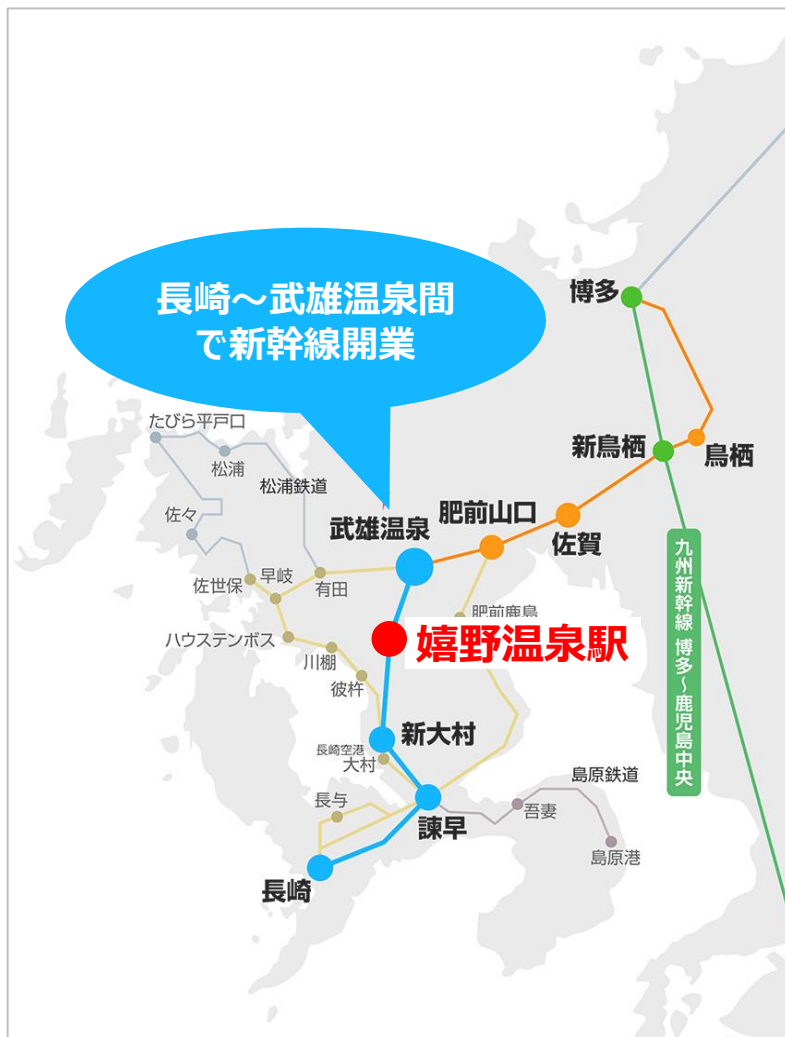 長崎～武雄温泉間
で新幹線開業
博多
たびら平戸口
松浦
新鳥栖
鳥栖
松浦鉄道
佐々
武雄温泉
肥前山口
佐賀
佐世保
早岐
有田
九州新幹線 博多～鹿児島中央
肥前鹿島
ハウステンボス
嬉野温泉駅
川棚
彼杵
新大村
長崎空港
大村
島原鉄道
長与
諫早
吾妻
島原港
長崎